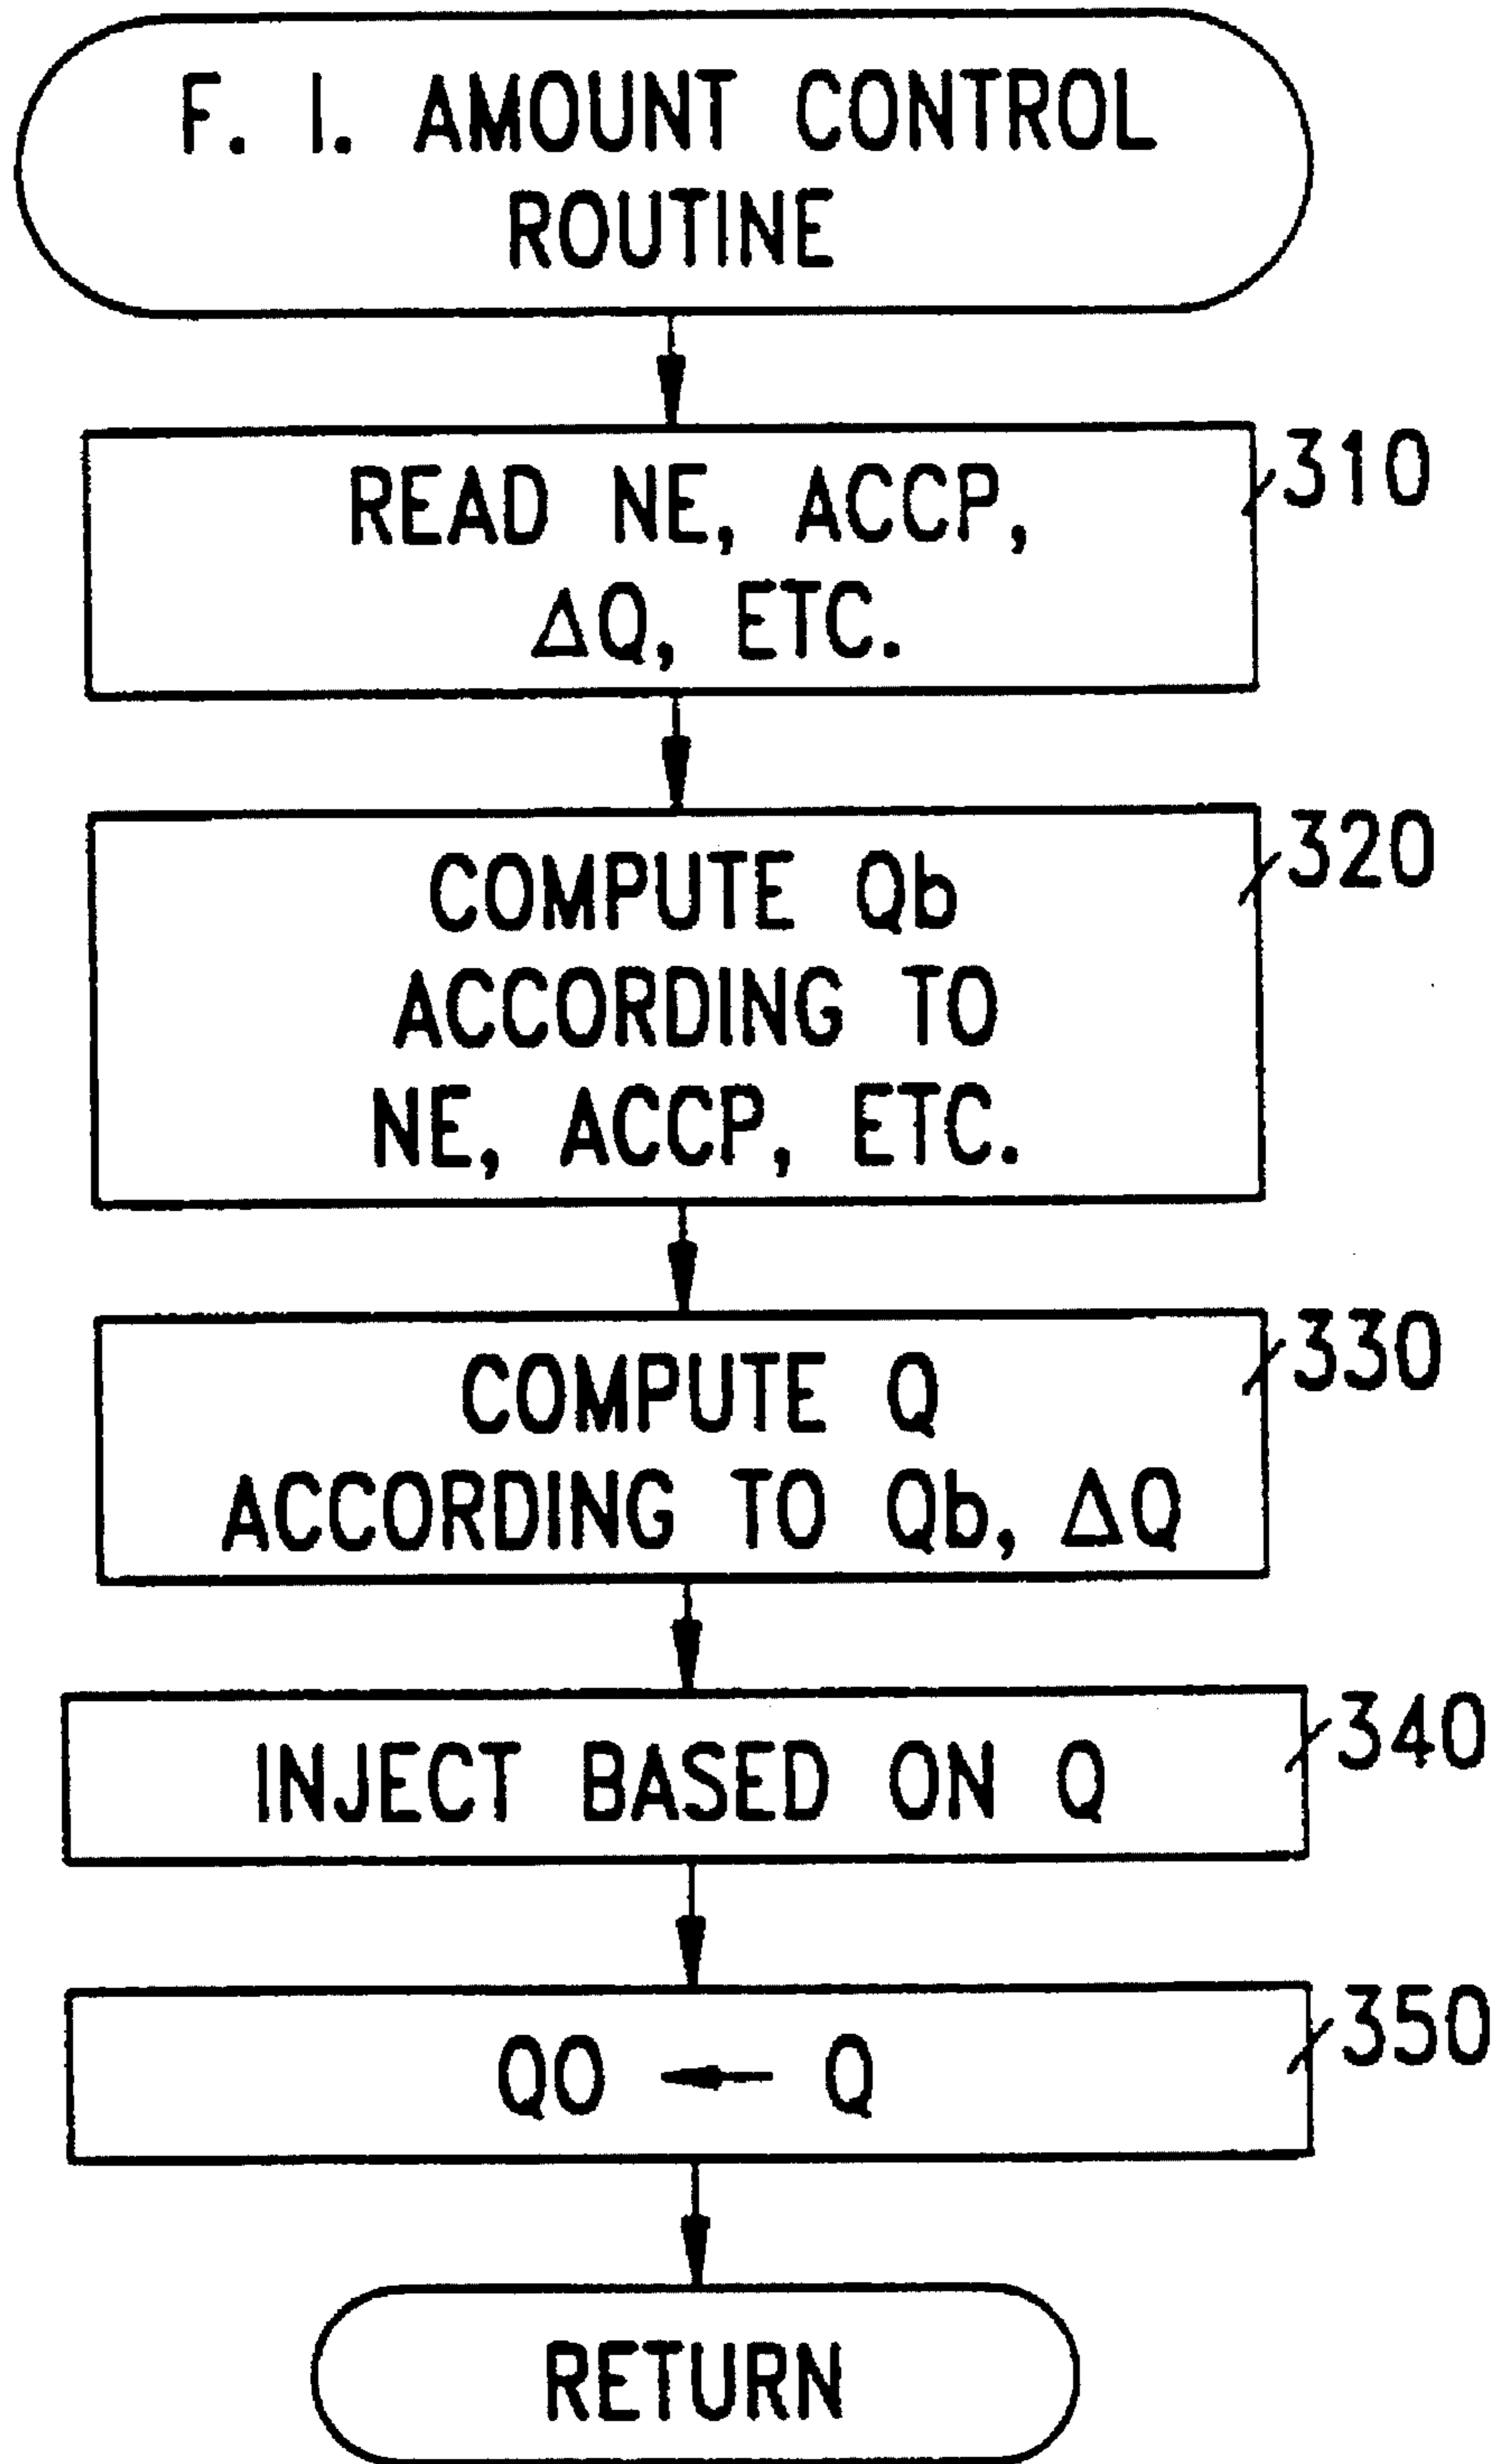 F. I. AMOUNT CONTROL
ROUTINE
READ NE, ACCP,
ΔQ, ETC.
310
COMPUTE Qb
ACCORDING TO
NE, ACCP, ETC.
320
COMPUTE Q
ACCORDING TO Qb, ΔQ
330
INJECT BASED ON Q
340
QO ← Q
350
RETURN